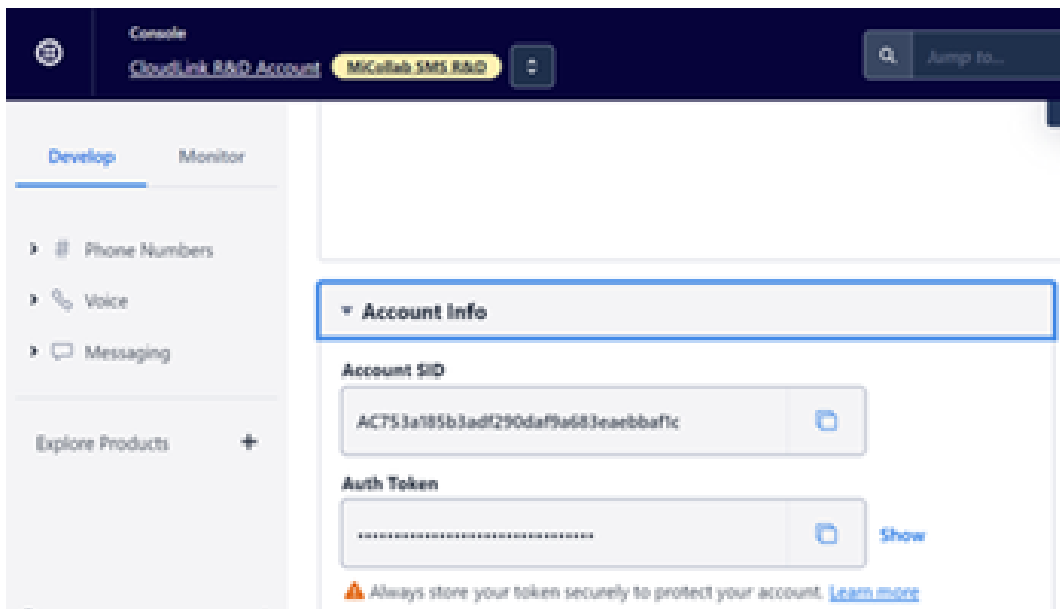 Console
CloudLink R&D Account MiCollab SMS R&D
Jump to...
Develop Monitor
Phone Numbers
Voice
Messaging
Explore Products +
Account Info
Account SID
AC753a185b3adf290daf9a683eaebbaf1c
Auth Token
Show
Always store your token securely to protect your account. Learn more